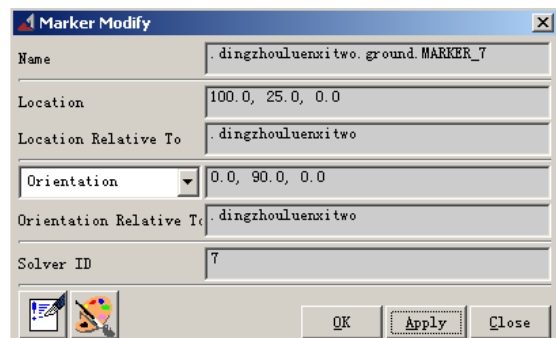 Marker Modify
Name .dingzhouluenxitwo.ground.MARKER_7
Location 100.0, 25.0, 0.0
Location Relative To .dingzhouluenxitwo
Orientation 0.0, 90.0, 0.0
Orientation Relative To .dingzhouluenxitwo
Solver ID 7
OK Apply Close